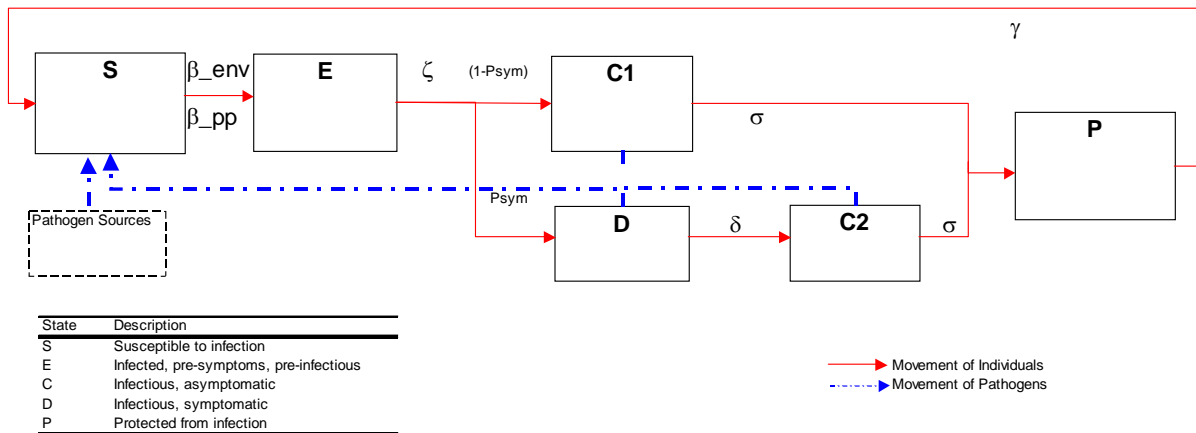 γ
S
β_env
β_pp
E
ζ
(1-Psym)
C1
σ
P
Pathogen Sources
Psym
D
δ
C2
σ
State Description
S Susceptible to infection
E Infected, pre-symptoms, pre-infectious
C Infectious, asymptomatic
D Infectious, symptomatic
P Protected from infection
Movement of Individuals
Movement of Pathogens